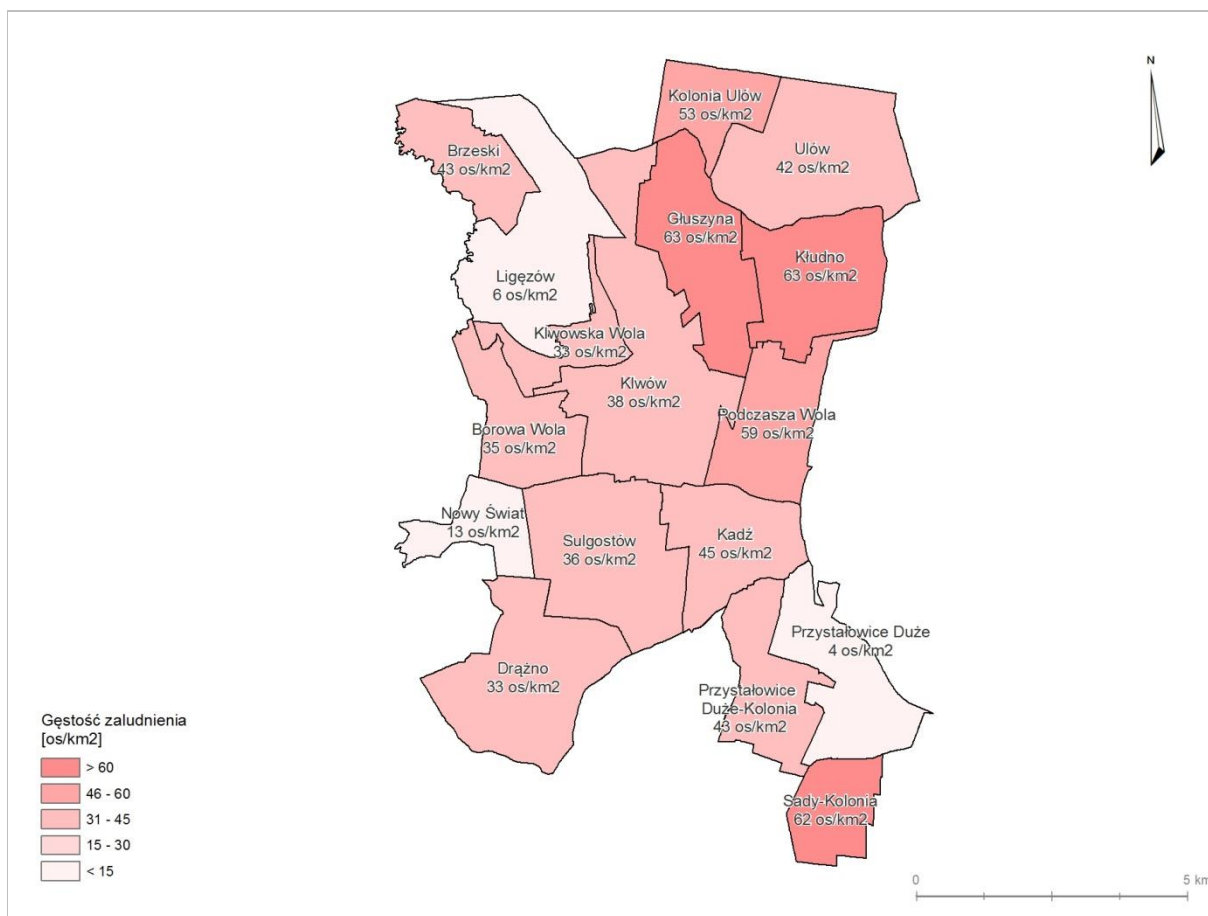 N
Kolonia Ulów
53 os/km2
Brzeski
43 os/km2
Ulów
42 os/km2
Głuszyna
63 os/km2
Kłudno
63 os/km2
Ligęzów
6 os/km2
Klwowska Wola
33 os/km2
Klwów
38 os/km2
Podczasza Wola
59 os/km2
Borowa Wola
35 os/km2
Nowy Świat
13 os/km2
Sulgostów
36 os/km2
Kadź
45 os/km2
Przystałowice Duże
4 os/km2
Drążno
33 os/km2
Przystałowice
Duże-Kolonia
43 os/km2
Sady-Kolonia
62 os/km2
Gęstość zaludnienia
[os/km2]
> 60
46 - 60
31 - 45
15 - 30
< 15
0
5 km